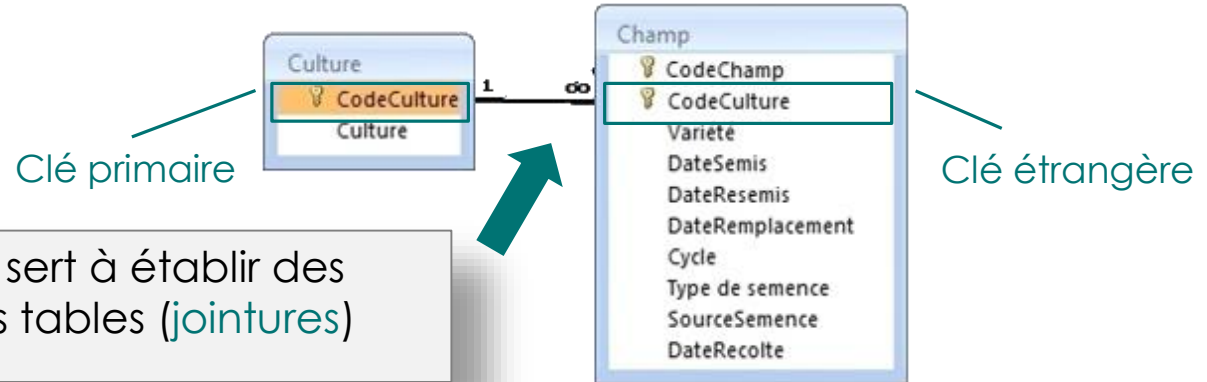 Culture
CodeCulture
Culture
1
∞
Champ
CodeChamp
CodeCulture
Variété
DateSemis
DateResemis
DateRemplacement
Cycle
Type de semence
SourceSemence
DateRecolte
Clé primaire
Clé étrangère
sert à établir des
s tables (jointures)